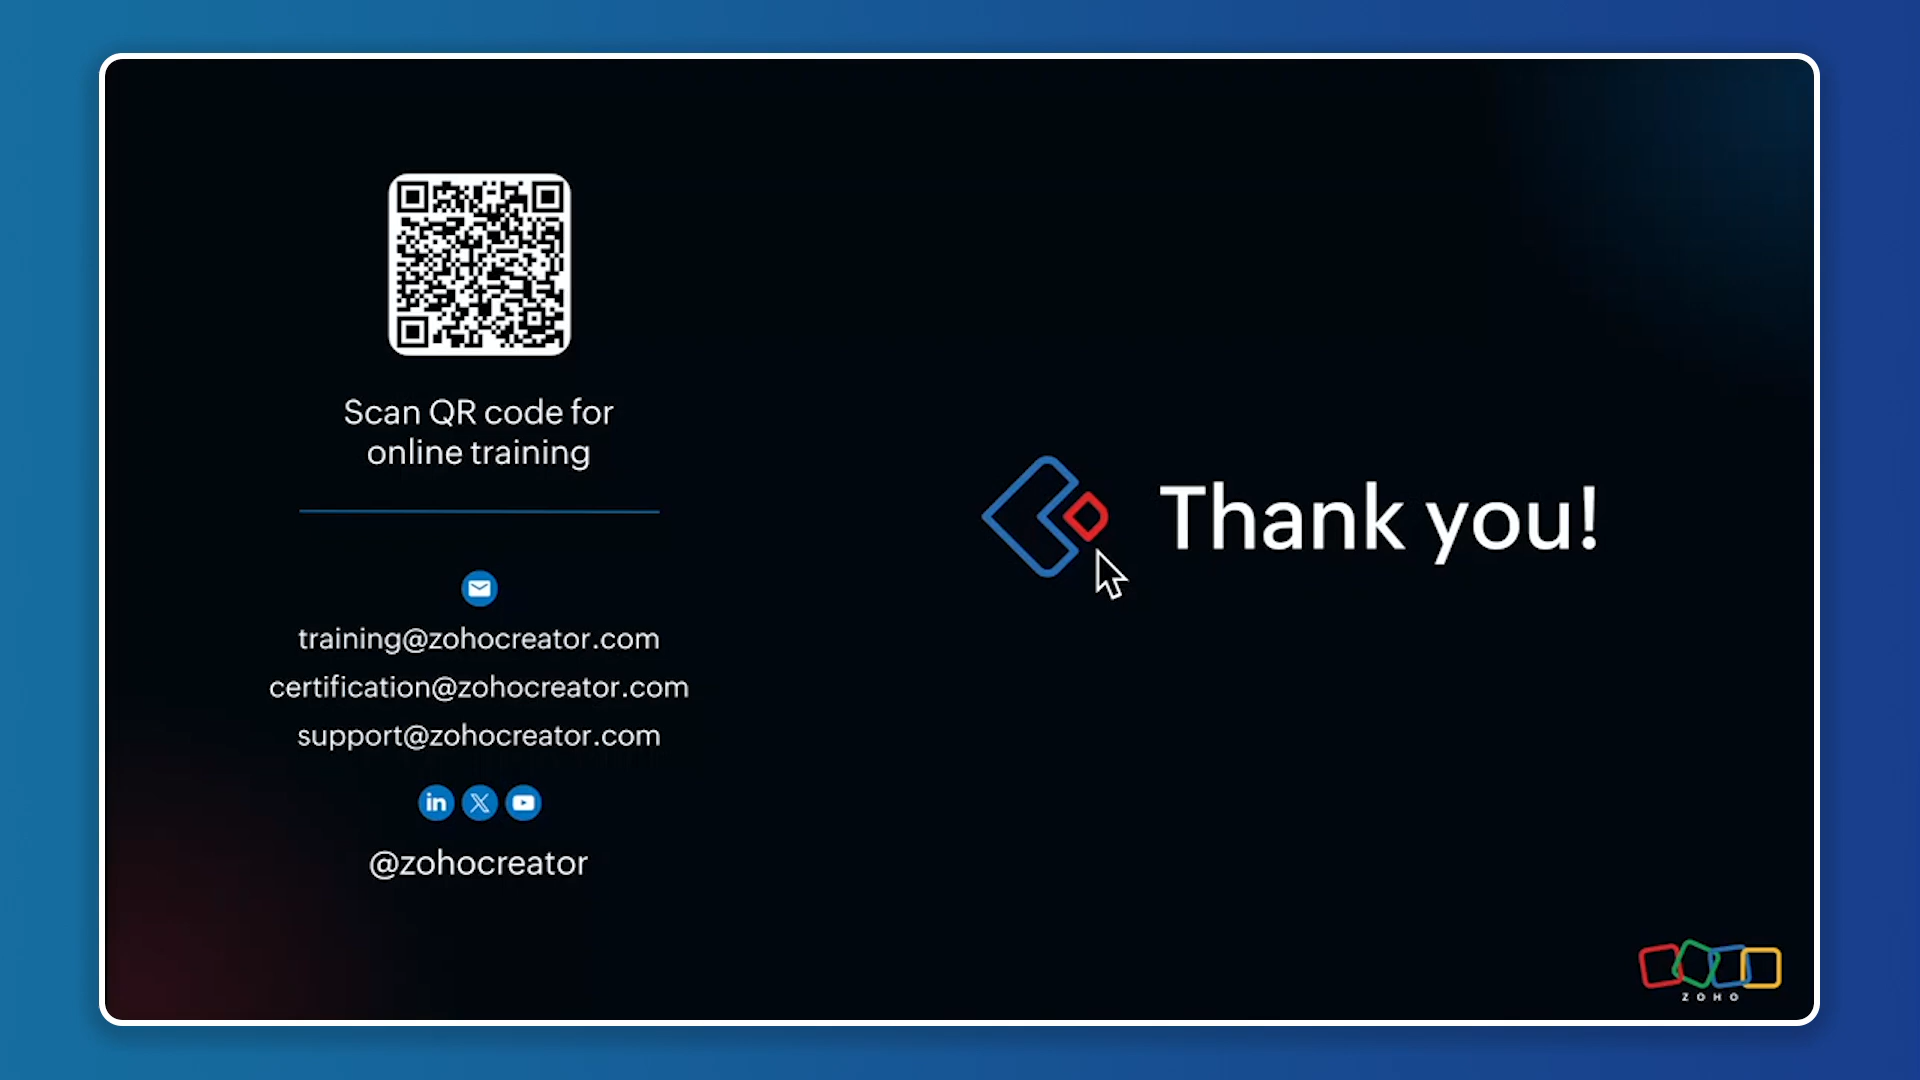 Scan QR code for
online training
training@zohocreator.com
certification@zohocreator.com
support@zohocreator.com
in X
@zohocreator
Thank you!
ZOHO